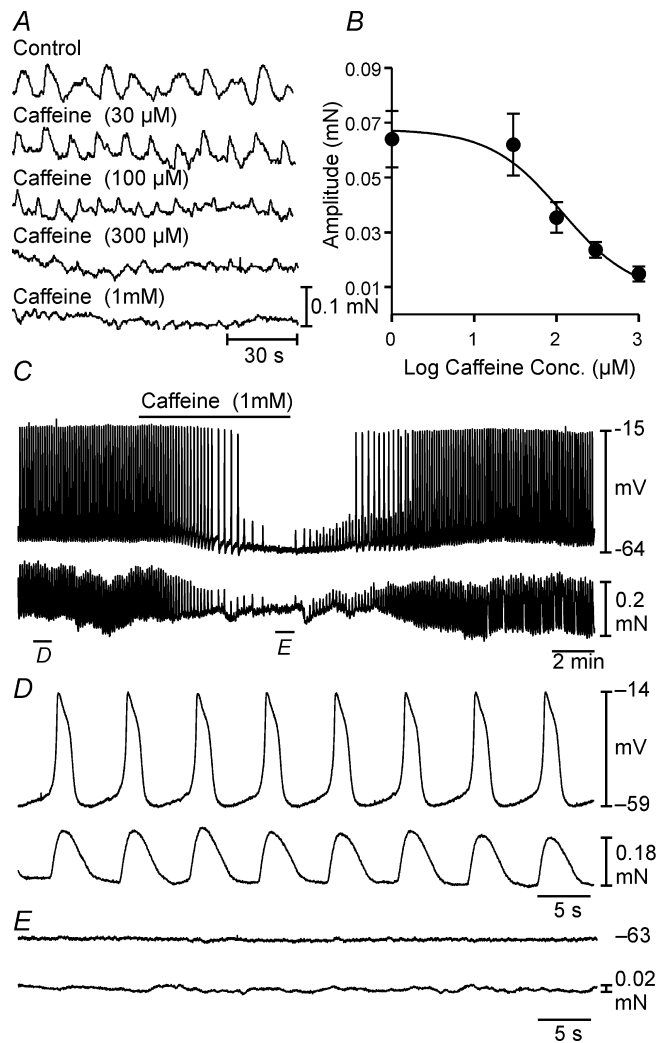 A
Control
Caffeine (30 µM)
Caffeine (100 µM)
Caffeine (300 µM)
Caffeine (1mM)
0.1 mN
30 s
B
Amplitude (mN)
0.09
0.07
0.05
0.03
0.01
0
1
2
3
Log Caffeine Conc. (µM)
C
Caffeine (1mM)
-15
mV
-64
0.2
mN
D
E
2 min
D
–14
mV
–59
0.18
mN
5 s
E
–63
0.02
mN
5 s